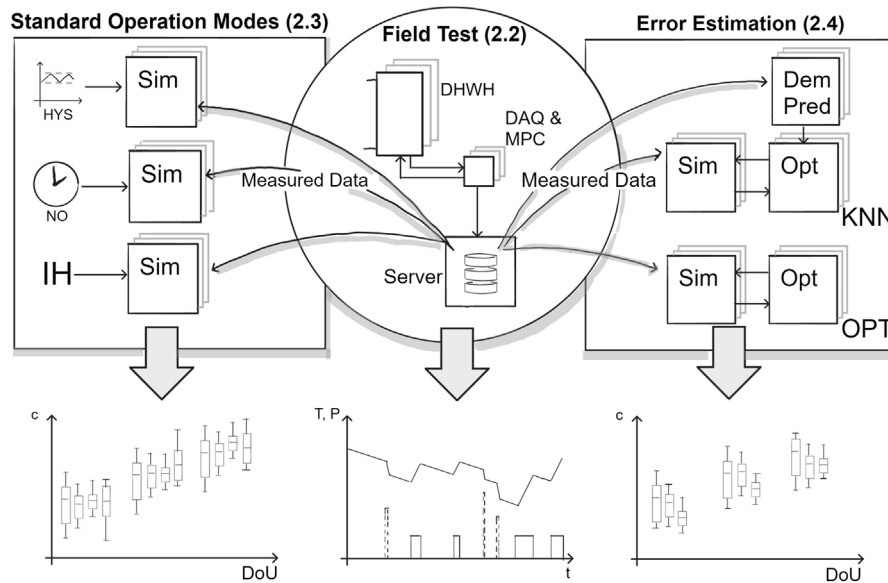 Standard Operation Modes (2.3)
Field Test (2.2)
Error Estimation (2.4)
HYS
Sim
NO
Sim
IH
Sim
DHWH
DAQ &
MPC
Measured Data
Measured Data
Server
Dem
Pred
Sim
Opt
KNN
Sim
Opt
OPT
c
DoU
T, P
t
c
DoU